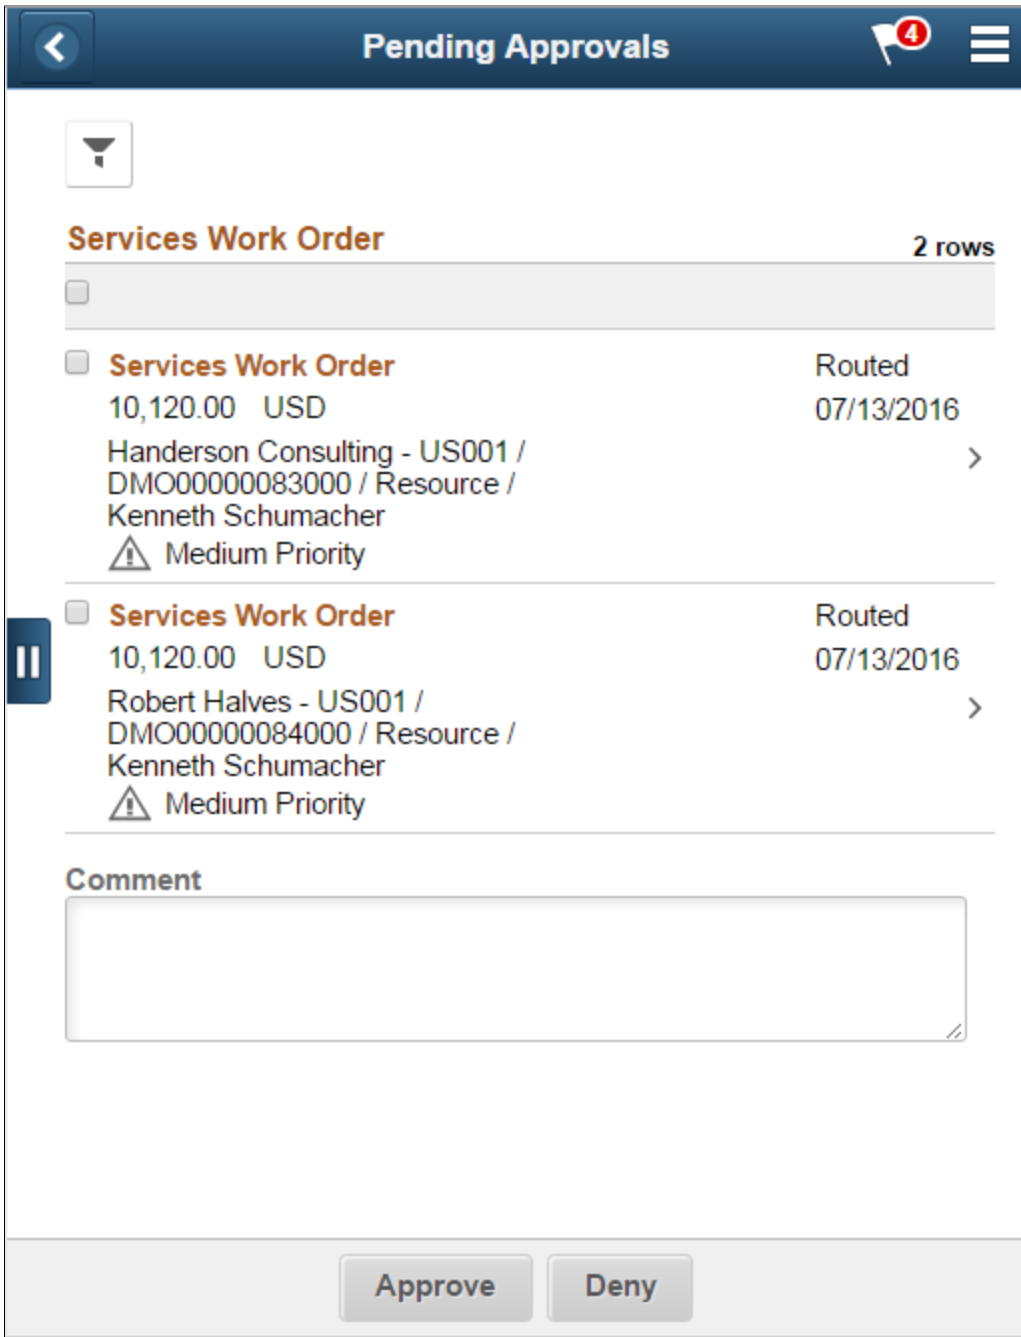 Pending Approvals
4
Services Work Order
2 rows
Services Work Order
Routed
10,120.00 USD
07/13/2016
Handerson Consulting - US001 /
DMO00000083000 / Resource /
Kenneth Schumacher
Medium Priority
Services Work Order
Routed
10,120.00 USD
07/13/2016
Robert Halves - US001 /
DMO00000084000 / Resource /
Kenneth Schumacher
Medium Priority
Comment
Approve
Deny